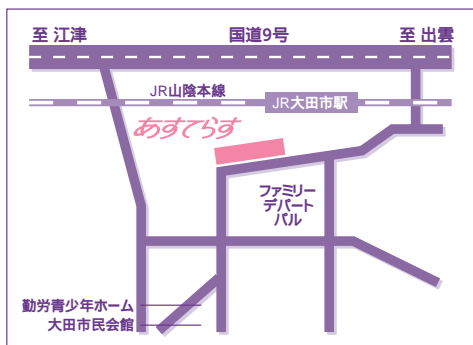 至 江津
国道9号
至 出雲
JR山陰本線
JR大田市駅
あすてらす
ファミリー
デパート
パル
勤労青少年ホーム
大田市民会館